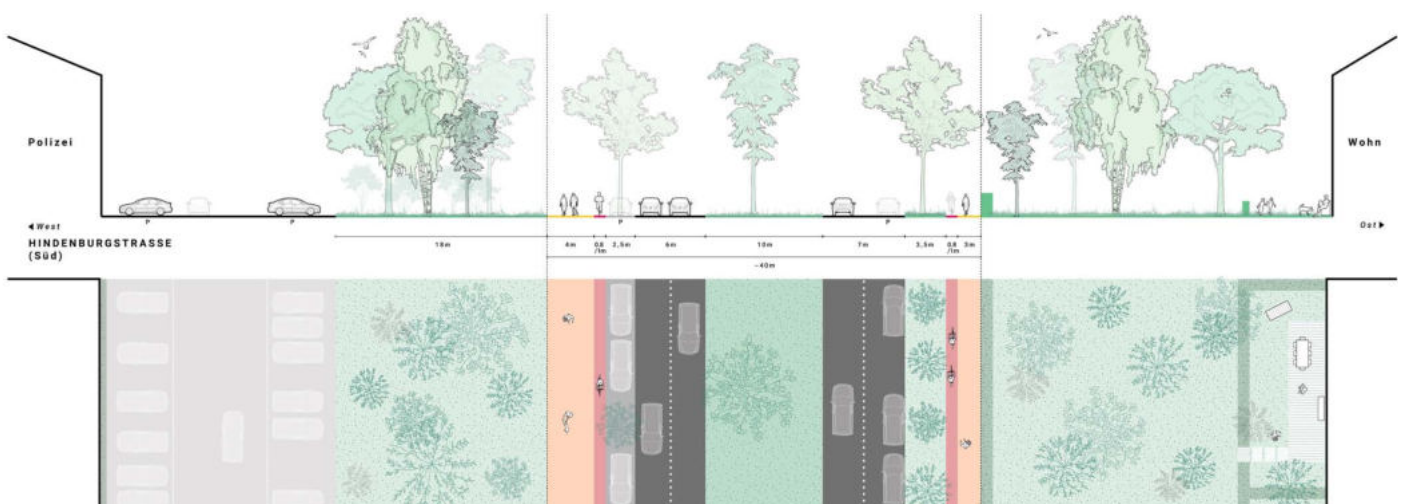 Polizei
Wohn
P
P
P
P
◀ West
Ost ▶
HINDENBURGSTRASSE
(Süd)
18m
4m
0,8
/1m
2,5m
6m
10m
7m
3,5m
0,8
/1m
3m
~40m